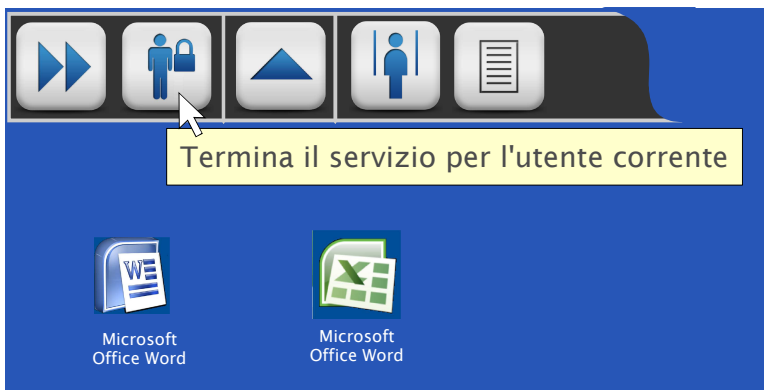 Termina il servizio per l'utente corrente
Microsoft
Office Word
Microsoft
Office Word